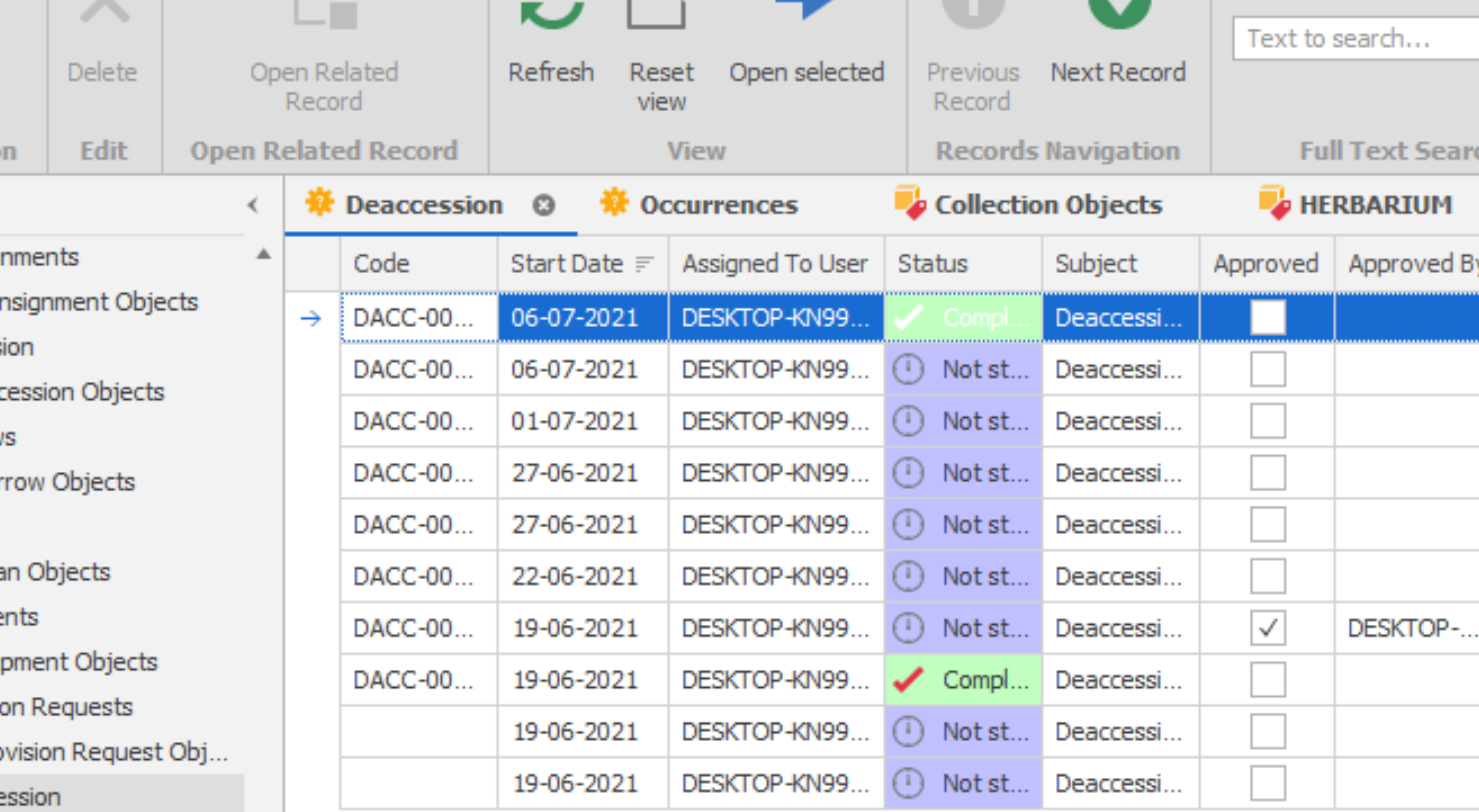 Delete
Open Related
Record
Refresh
Reset
view
Open selected
Previous
Record
Next Record
Text to search...
n
Edit
Open Related Record
View
Records Navigation
Full Text Searc
Deaccession
Occurrences
Collection Objects
HERBARIUM
nments
nsignment Objects
sion
cession Objects
ws
rrow Objects
an Objects
ents
pment Objects
on Requests
ovision Request Obj...
ession
Code Start Date Assigned To User Status Subject Approved Approved By
DACC-00... 06-07-2021 DESKTOP-KN99... Compl... Deaccessi...
DACC-00... 06-07-2021 DESKTOP-KN99... Not st... Deaccessi...
DACC-00... 01-07-2021 DESKTOP-KN99... Not st... Deaccessi...
DACC-00... 27-06-2021 DESKTOP-KN99... Not st... Deaccessi...
DACC-00... 27-06-2021 DESKTOP-KN99... Not st... Deaccessi...
DACC-00... 22-06-2021 DESKTOP-KN99... Not st... Deaccessi...
DACC-00... 19-06-2021 DESKTOP-KN99... Not st... Deaccessi... DESKTOP-...
DACC-00... 19-06-2021 DESKTOP-KN99... Compl... Deaccessi...
19-06-2021 DESKTOP-KN99... Not st... Deaccessi...
19-06-2021 DESKTOP-KN99... Not st... Deaccessi...